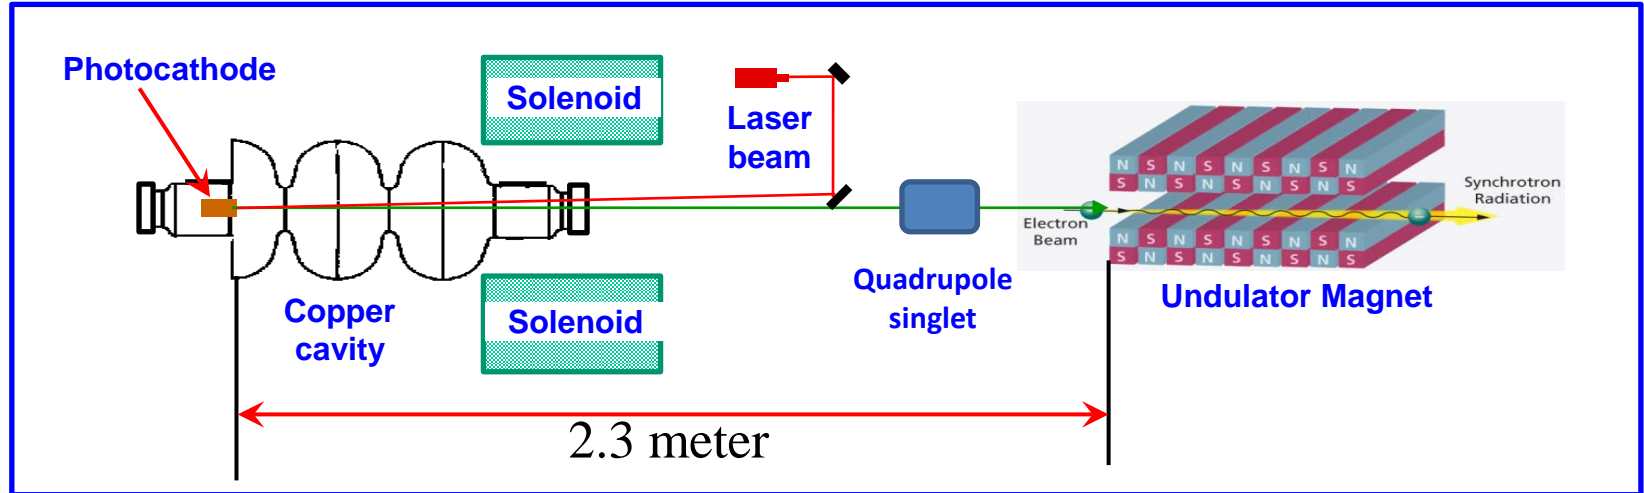 Photocathode
Solenoid
Laser
beam
N S N S N S N S N
S N S N S N S N S
Synchrotron
Radiation
Electron
Beam
N S N S N S N S N
S N S N S N S N S
Quadrupole
singlet
Undulator Magnet
Copper
cavity
Solenoid
2.3 meter